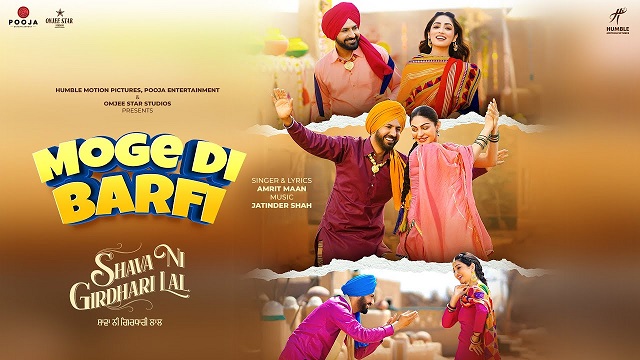 POOJA
OMJEE STAR
HUMBLE
HUMBLE MOTION PICTURES, POOJA ENTERTAINMENT
&
OMJEE STAR STUDIOS
PRESENTS
MOGE DI
BARFI
SINGER & LYRICS
AMRIT MAAN
MUSIC
JATINDER SHAH
SHAVA NI
GIRDHARI LAL
ਸ਼ਾਵਾ ਨੀ ਗਿਰਧਾਰੀ ਲਾਲ